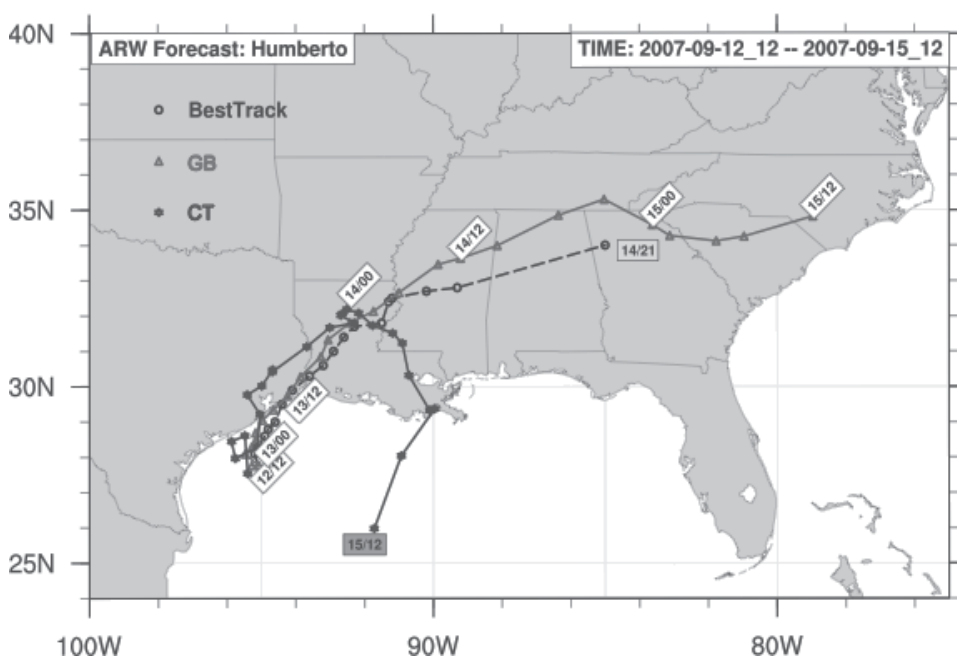 40N
ARW Forecast: Humberto
TIME: 2007-09-12_12 -- 2007-09-15_12
BestTrack
GB
CT
35N
15/12
15/00
14/12
14/21
14/00
30N
13/12
13/00
12/12
15/12
25N
100W
90W
80W